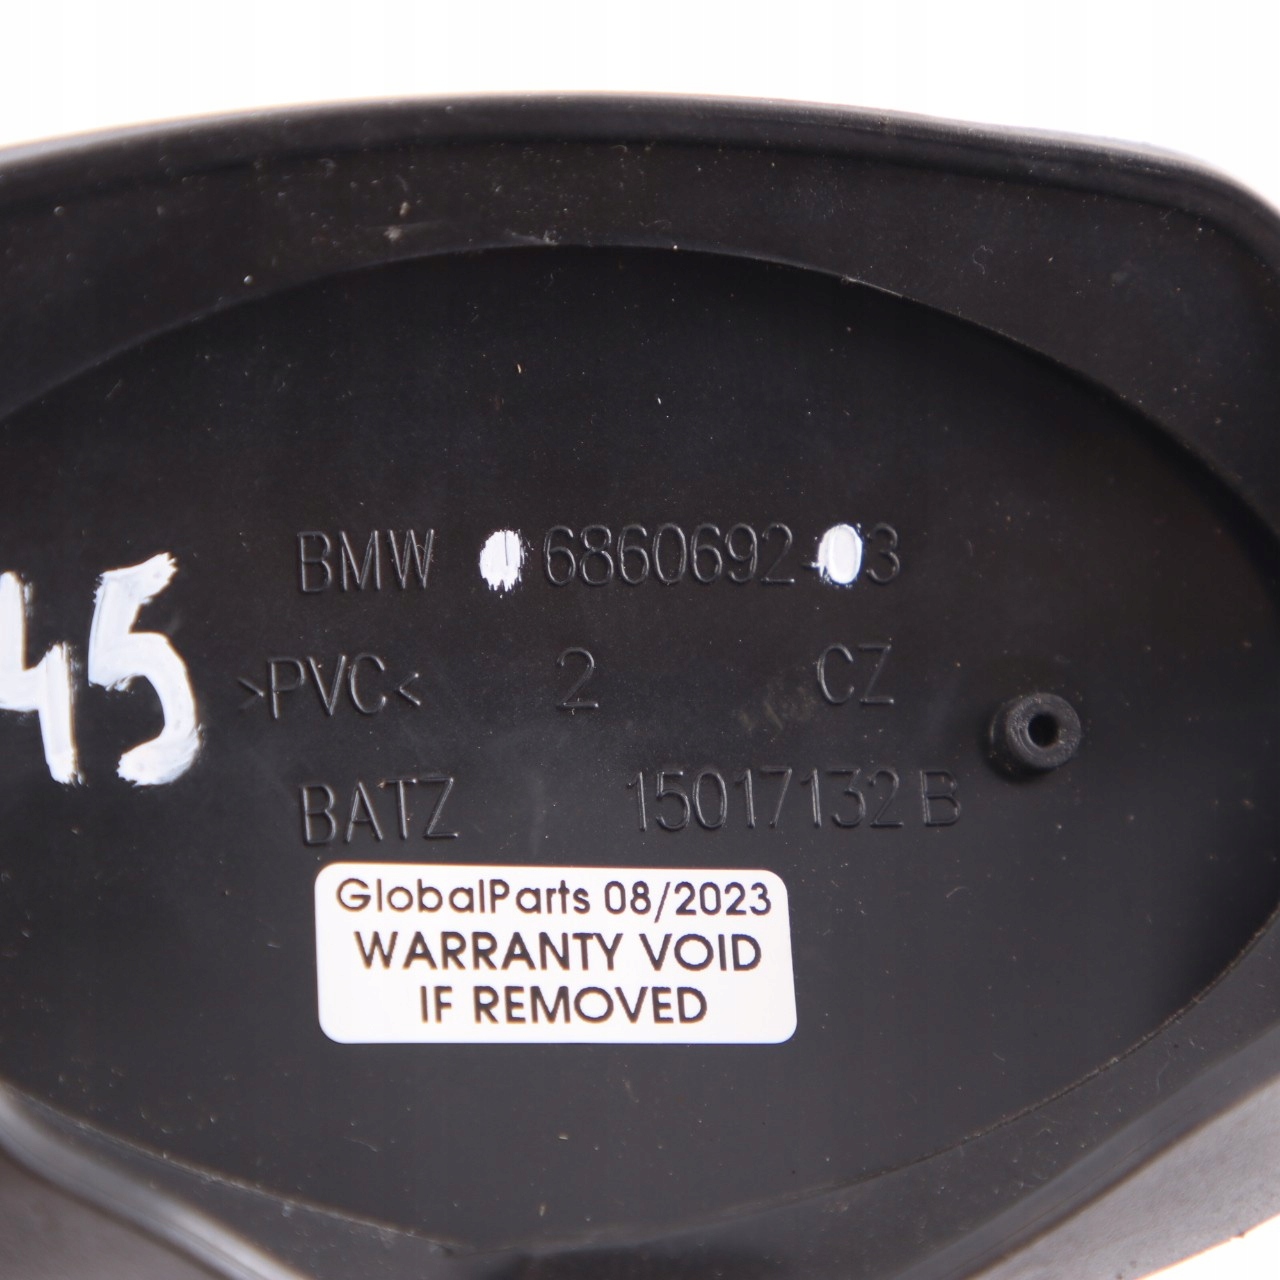 BMW 6860692-03
45
>PVC< 2 CZ
BATZ 15017132 B
GlobalParts 08/2023
WARRANTY VOID
IF REMOVED